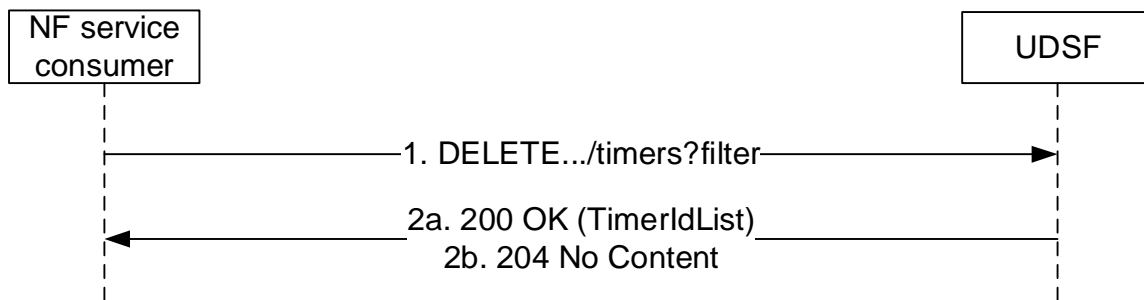 NF service
consumer
UDSF
1. DELETE.../timers?filter
2a. 200 OK (TimerIdList)
2b. 204 No Content